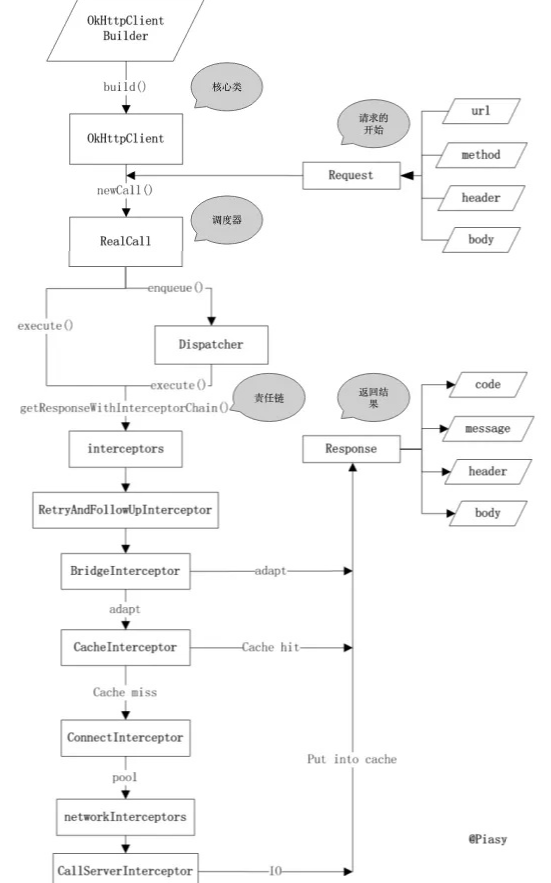 OkHttpClient
Builder
build()
核心类
OkHttpClient
请求的
开始
url
method
header
body
Request
newCall()
调度器
RealCall
enqueue()
execute()
Dispatcher
execute()
getResponseWithInterceptorChain()
责任链
返回结
果
code
message
header
body
Response
interceptors
RetryAndFollowUpInterceptor
BridgeInterceptor
adapt
adapt
CacheInterceptor
Cache hit
Cache miss
ConnectInterceptor
Put into cache
pool
networkInterceptors
@Piasy
CallServerInterceptor
IO